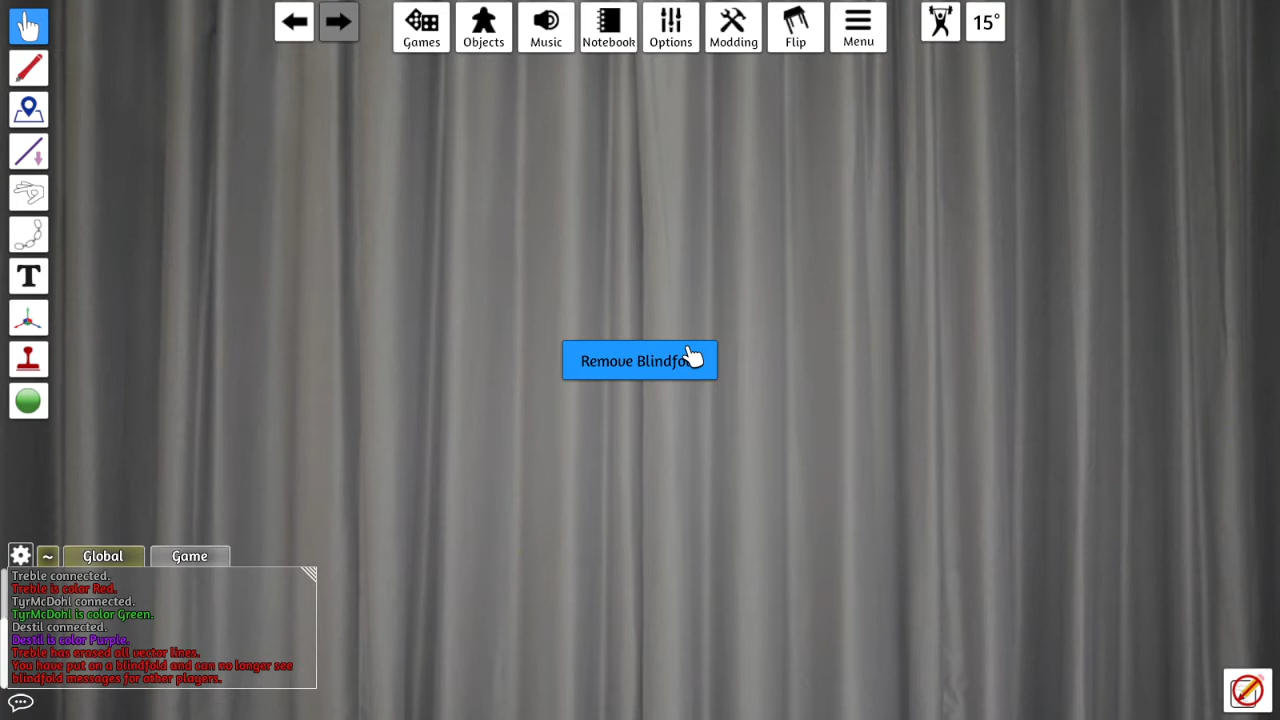 Games Objects Music Notebook Options Modding Flip Menu 15°
T
Remove Blindfo
~ Global Game
Treble connected.
Treble is color Red.
TyrMcDohl connected.
TyrMcDohl is color Green.
Destil connected.
Destil is color Purple.
Treble has erased all vector lines.
You have put on a blindfold and can no longer see
blindfold messages for other players.